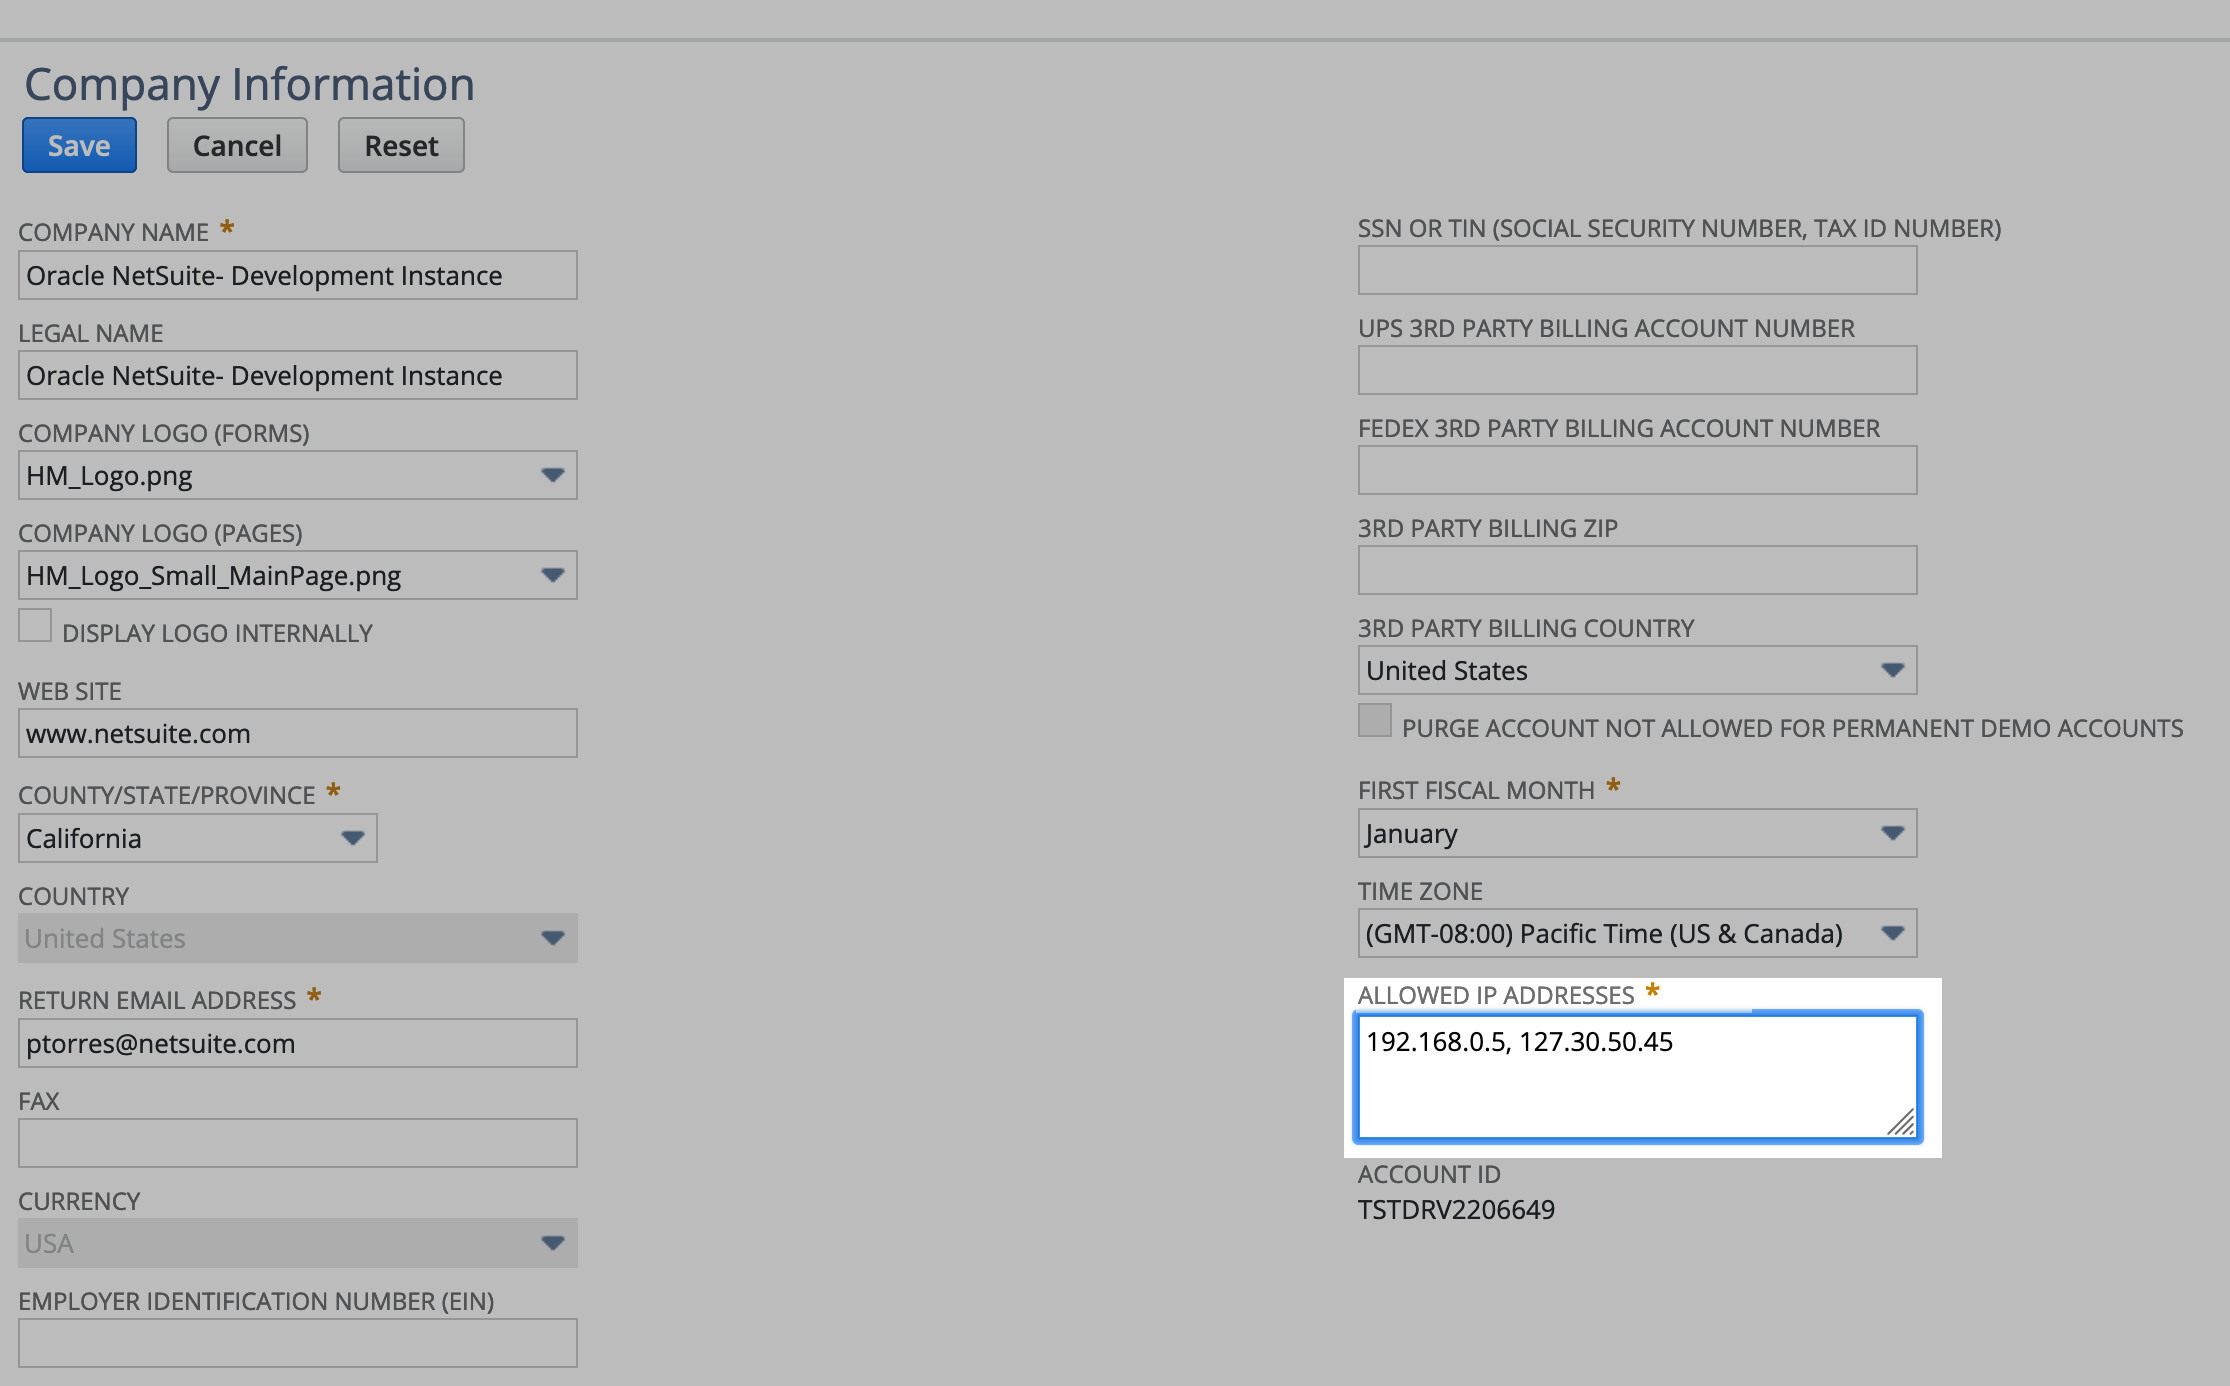 Company Information
Save Cancel Reset
COMPANY NAME *
Oracle NetSuite- Development Instance
LEGAL NAME
Oracle NetSuite- Development Instance
COMPANY LOGO (FORMS)
HM_Logo.png
COMPANY LOGO (PAGES)
HM_Logo_Small_MainPage.png
DISPLAY LOGO INTERNALLY
WEB SITE
www.netsuite.com
COUNTY/STATE/PROVINCE *
California
COUNTRY
United States
RETURN EMAIL ADDRESS *
ptorres@netsuite.com
FAX
CURRENCY
USA
EMPLOYER IDENTIFICATION NUMBER (EIN)
SSN OR TIN (SOCIAL SECURITY NUMBER, TAX ID NUMBER)
UPS 3RD PARTY BILLING ACCOUNT NUMBER
FEDEX 3RD PARTY BILLING ACCOUNT NUMBER
3RD PARTY BILLING ZIP
3RD PARTY BILLING COUNTRY
United States
PURGE ACCOUNT NOT ALLOWED FOR PERMANENT DEMO ACCOUNTS
FIRST FISCAL MONTH *
January
TIME ZONE
(GMT-08:00) Pacific Time (US & Canada)
ALLOWED IP ADDRESSES *
192.168.0.5, 127.30.50.45
ACCOUNT ID
TSTDRV2206649